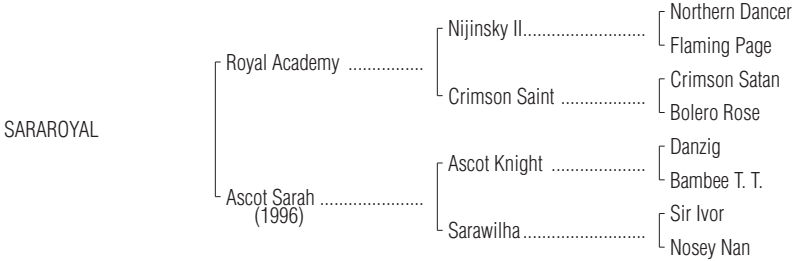 Northern Dancer
Nijinsky II..........................
Flaming Page
Royal Academy ................
Crimson Satan
Crimson Saint ..................
Bolero Rose
SARAROYAL
Danzig
Ascot Knight ....................
Bambee T. T.
Ascot Sarah ......................
(1996)
Sir Ivor
Sarawilha..........................
Nosey Nan